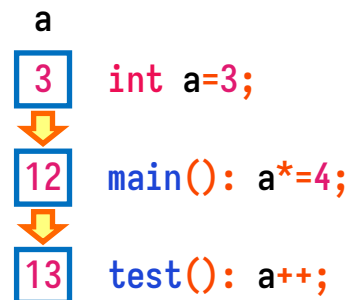 a
3 int a=3;
12 main(): a*=4;
13 test(): a++;